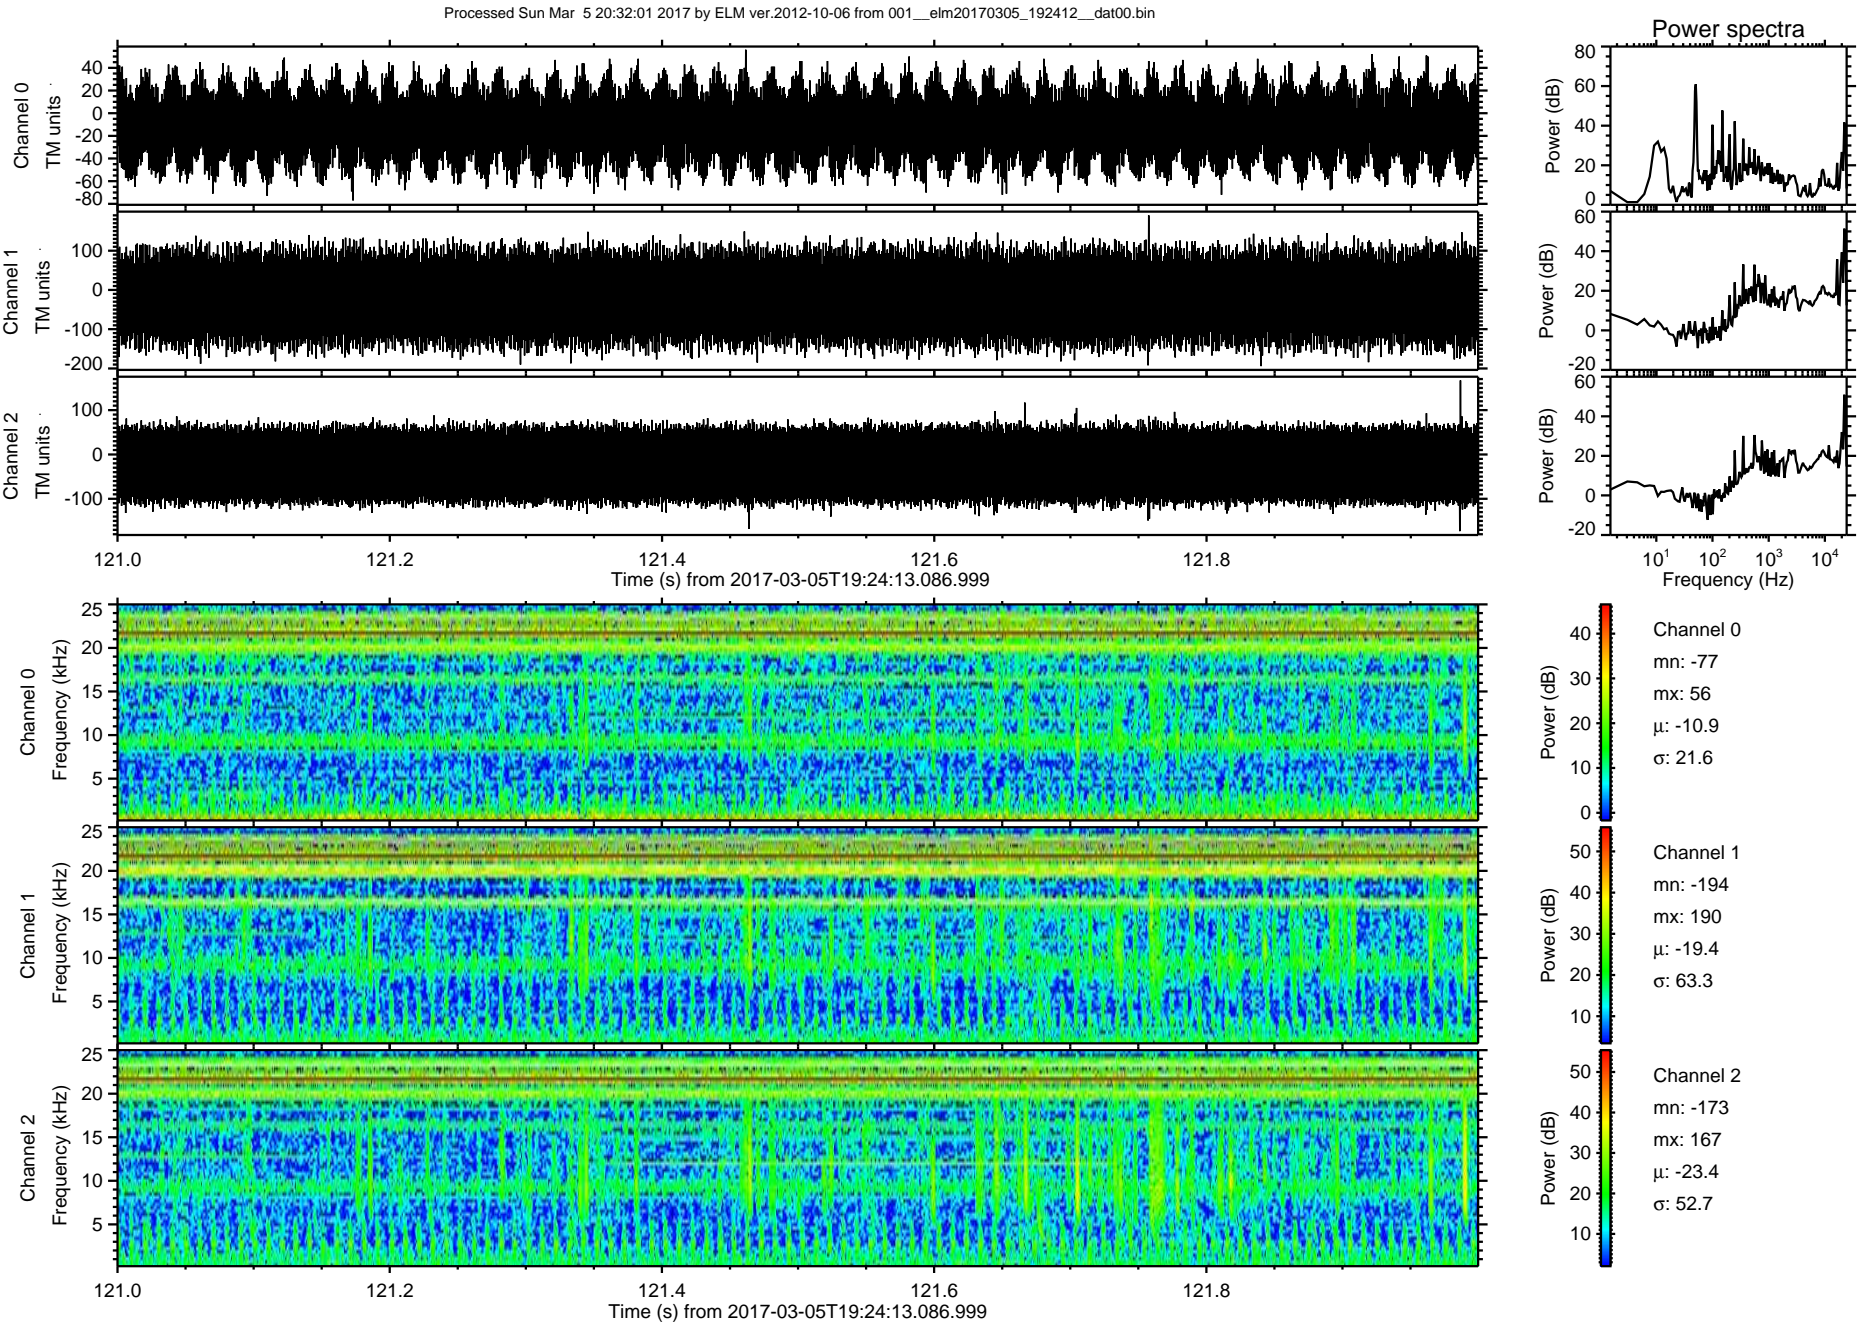 Processed Sun Mar  5 20:32:01 2017 by ELM ver.2012-10-06 from 001__elm20170305_192412__dat00.bin
Power spectra
Channel 0
TM units
40
20
0
-20
-40
-60
-80
Power (dB)
80
60
40
20
0
Channel 1
TM units
100
0
-100
-200
Power (dB)
60
40
20
0
-20
Channel 2
TM units
100
0
-100
Power (dB)
60
40
20
0
-20
121.0 121.2 121.4 121.6 121.8
Time (s) from 2017-03-05T19:24:13.086.999
10^1 10^2 10^3 10^4
Frequency (Hz)
Channel 0
Frequency (kHz)
25
20
15
10
5
Power (dB)
40
30
20
10
0
Channel 0
mn: -77
mx: 56
μ: -10.9
σ: 21.6
Channel 1
Frequency (kHz)
25
20
15
10
5
Power (dB)
50
40
30
20
10
Channel 1
mn: -194
mx: 190
μ: -19.4
σ: 63.3
Channel 2
Frequency (kHz)
25
20
15
10
5
Power (dB)
50
40
30
20
10
Channel 2
mn: -173
mx: 167
μ: -23.4
σ: 52.7
121.0 121.2 121.4 121.6 121.8
Time (s) from 2017-03-05T19:24:13.086.999